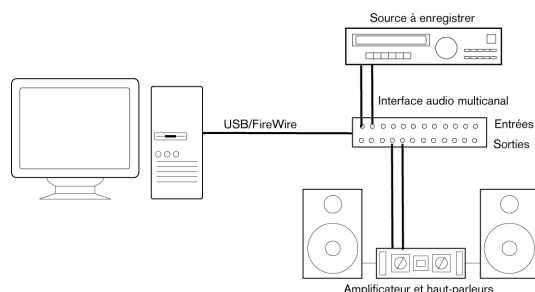 Source à enregistrer
Interface audio multicanal
USB/FireWire
Entrées
Sorties
Amplificateur et haut-parleurs